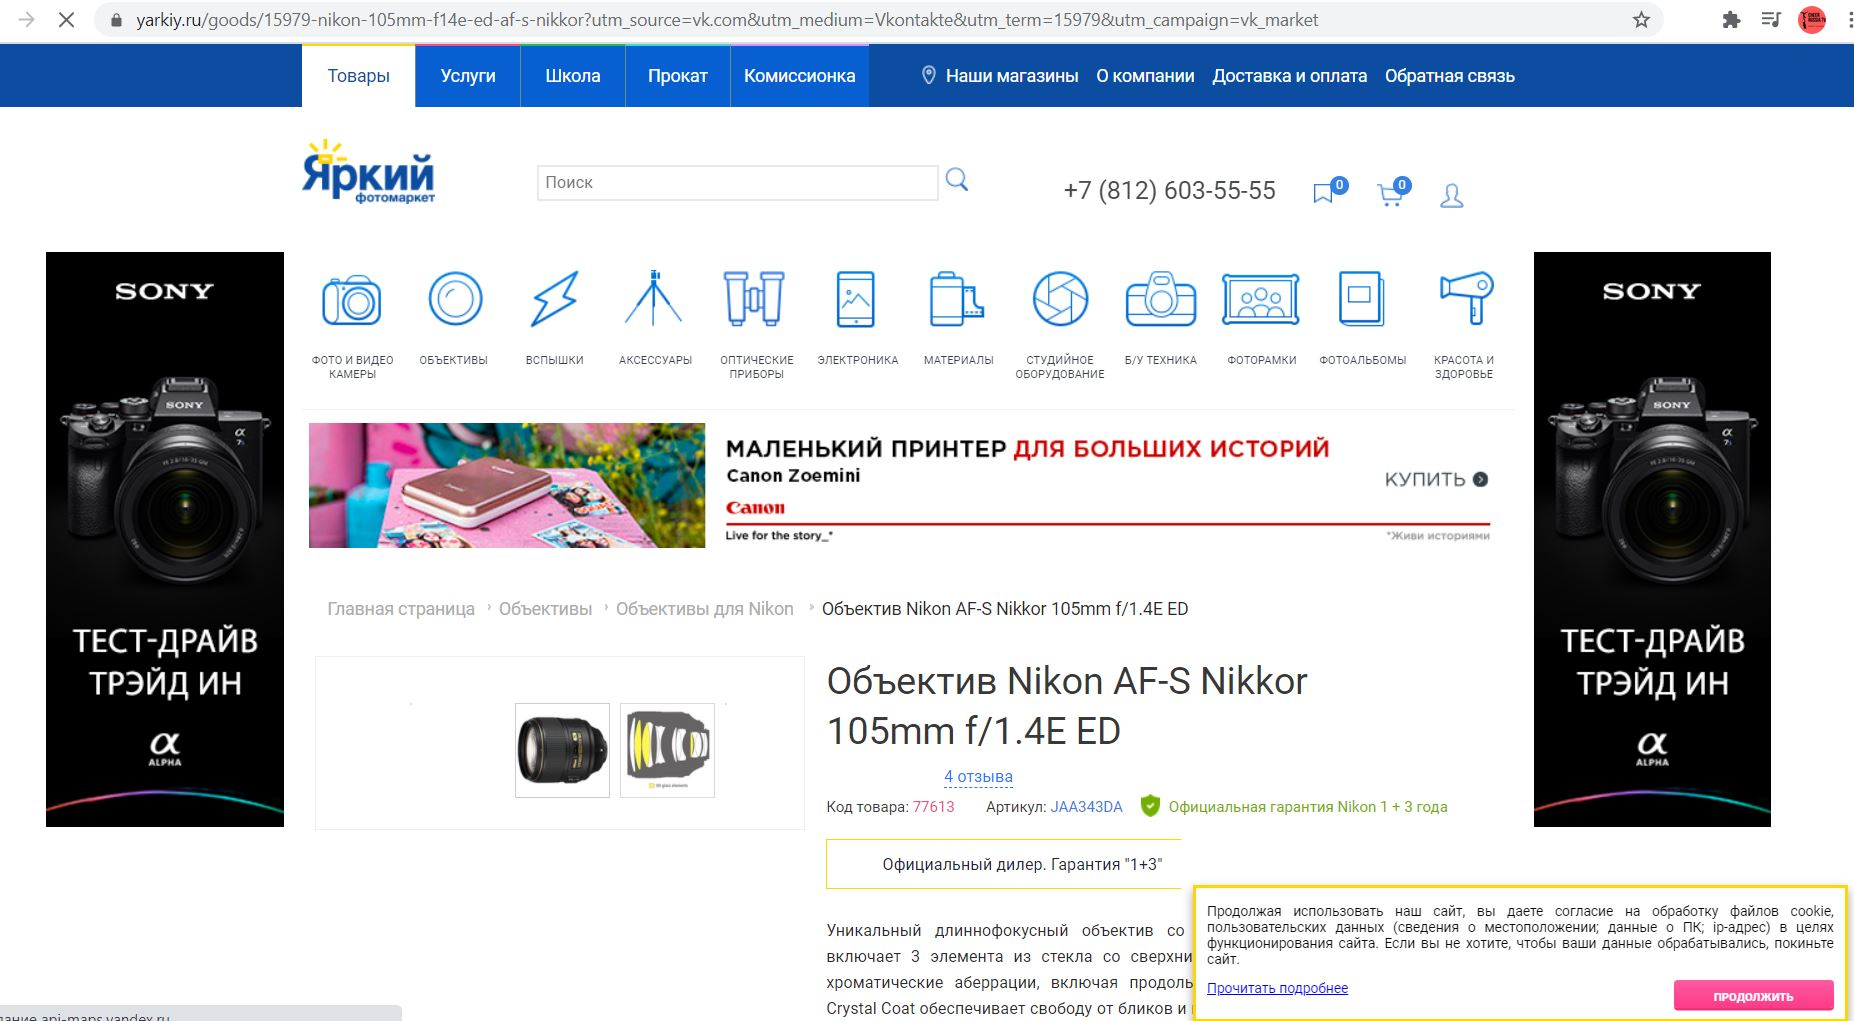 yarkiy.ru/goods/15979-nikon-105mm-f14e-ed-af-s-nikkor?utm_source=vk.com&utm_medium=Vkontakte&utm_term=15979&utm_campaign=vk_market
Товары Услуги Школа Прокат Комиссионка Наши магазины О компании Доставка и оплата Обратная связь
Яркий
фотомаркет
Поиск
+7 (812) 603-55-55 0 0
SONY
SONY
α
ТЕСТ-ДРАЙВ
ТРЭЙД ИН
α
ALPHA
ФОТО И ВИДЕО КАМЕРЫ
ОБЪЕКТИВЫ
ВСПЫШКИ
АКСЕССУАРЫ
ОПТИЧЕСКИЕ ПРИБОРЫ
ЭЛЕКТРОНИКА
МАТЕРИАЛЫ
СТУДИЙНОЕ ОБОРУДОВАНИЕ
Б/У ТЕХНИКА
ФОТОРАМКИ
ФОТОАЛЬБОМЫ
КРАСОТА И ЗДОРОВЬЕ
МАЛЕНЬКИЙ ПРИНТЕР ДЛЯ БОЛЬШИХ ИСТОРИЙ
Canon Zoemini
КУПИТЬ
Canon
Live for the story_*
*Живи историями
Главная страница › Объективы › Объективы для Nikon › Объектив Nikon AF-S Nikkor 105mm f/1.4E ED
Объектив Nikon AF-S Nikkor
105mm f/1.4E ED
4 отзыва
Код товара: 77613 Артикул: JAA343DA Официальная гарантия Nikon 1 + 3 года
Официальный дилер. Гарантия "1+3"
Уникальный длиннофокусный объектив со
включает 3 элемента из стекла со сверхни
хроматические аберрации, включая продоль
Crystal Coat обеспечивает свободу от бликов и
SONY
SONY
α
ТЕСТ-ДРАЙВ
ТРЭЙД ИН
α
ALPHA
Продолжая использовать наш сайт, вы даете согласие на обработку файлов cookie,
пользовательских данных (сведения о местоположении; данные о ПК; ip-адрес) в целях
функционирования сайта. Если вы не хотите, чтобы ваши данные обрабатывались, покиньте
сайт.
Прочитать подробнее
ПРОДОЛЖИТЬ
api-maps.yandex.ru